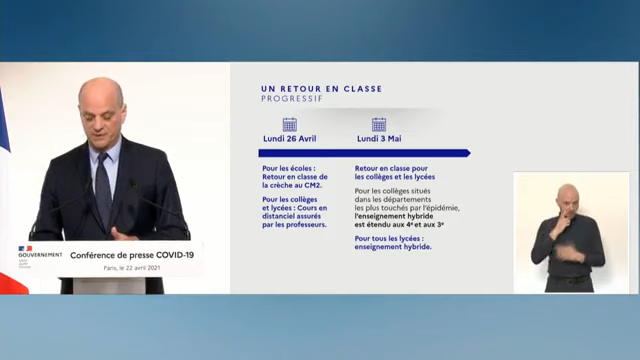 UN RETOUR EN CLASSE
PROGRESSIF
Lundi 26 Avril
Lundi 3 Mai
Pour les écoles :
Retour en classe de
la crèche au CM2.
Pour les collèges
et lycées : Cours en
distanciel assurés
par les professeurs.
Retour en classe pour
les collèges et les lycées
Pour les collèges situés
dans les départements
les plus touchés par l'épidémie,
l'enseignement hybride
est étendu aux 4e et aux 3e
Pour tous les lycées :
enseignement hybride.
GOUVERNEMENT
Conférence de presse COVID-19
Paris, le 22 avril 2021